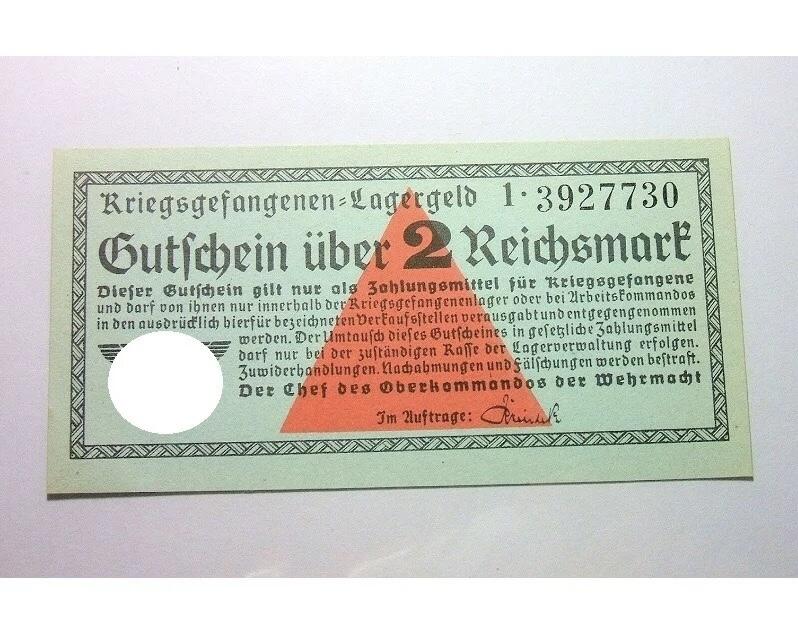 Kriegsgefangenen-Lagergeld 1·3927730
Gutschein über 2 Reichsmark
Dieser Gutschein gilt nur als Zahlungsmittel für Kriegsgefangene
und darf von ihnen nur innerhalb der Kriegsgefangenenlager oder bei Arbeitskommandos
in den ausdrücklich hierfür bezeichneten Verkaufsstellen verausgabt und entgegengenommen
werden. Der Umtausch dieses Gutscheines in gesetzliche Zahlungsmittel
darf nur bei der zuständigen Kasse der Lagerverwaltung erfolgen.
Zuwiderhandlungen, Nachahmungen und Fälschungen werden bestraft.
Der Chef des Oberkommandos der Wehrmacht
Im Auftrage: